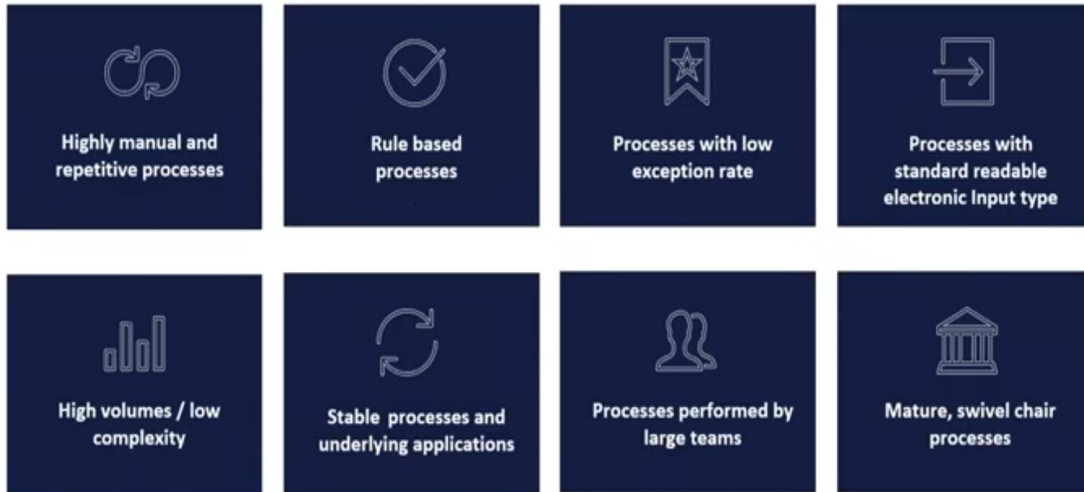 Highly manual and
repetitive processes
Rule based
processes
Processes with low
exception rate
Processes with
standard readable
electronic Input type
High volumes / low
complexity
Stable processes and
underlying applications
Processes performed by
large teams
Mature, swivel chair
processes